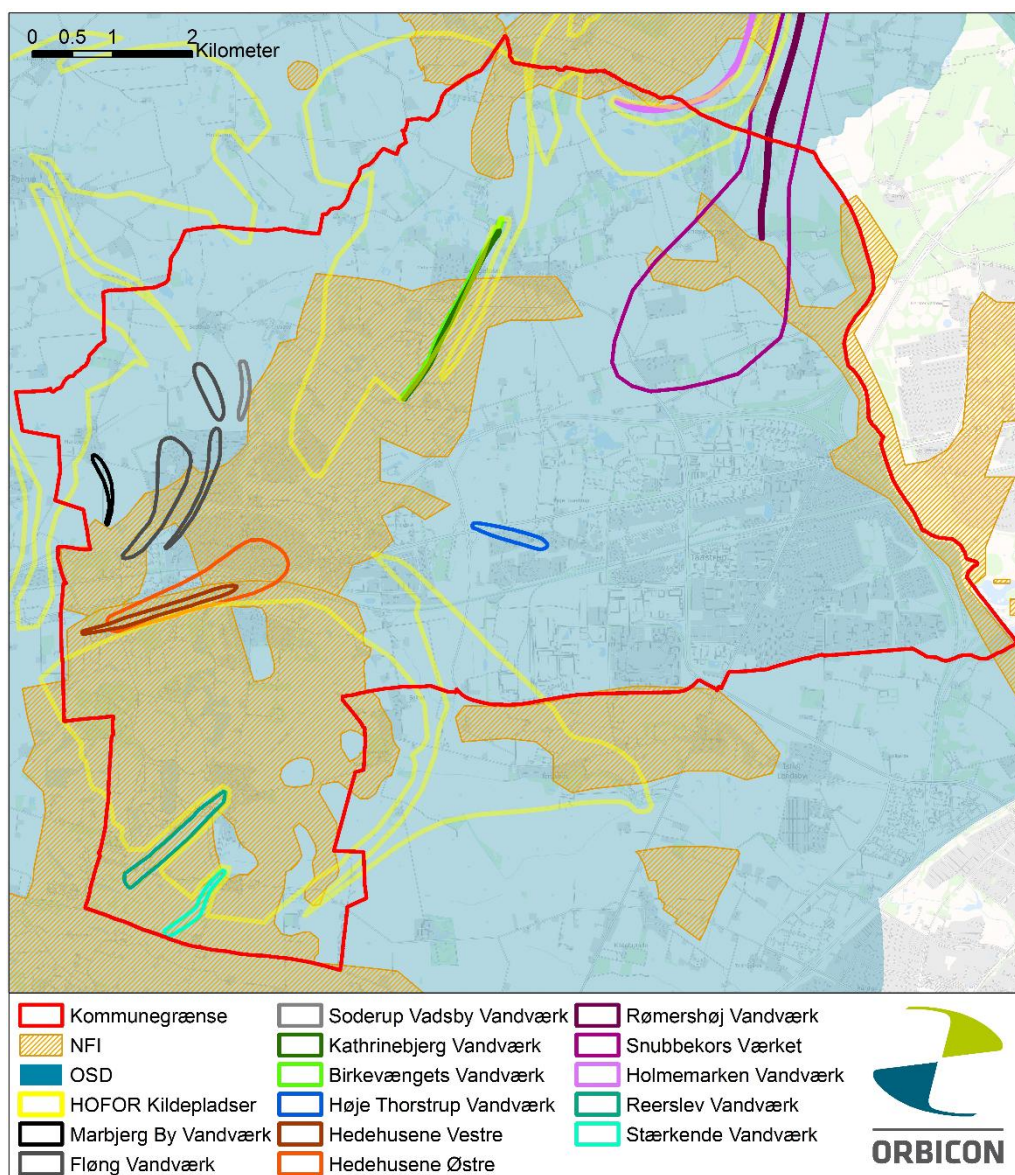 0 0.5 1 2
Kilometer
Kommunegrænse
NFI
OSD
HOFOR Kildepladser
Marbjerg By Vandværk
Fløng Vandværk
Soderup Vadsby Vandværk
Kathrinebjerg Vandværk
Birkevængets Vandværk
Høje Thorstrup Vandværk
Hedehusene Vestre
Hedehusene Østre
Rømershøj Vandværk
Snubbekors Værket
Holmemarken Vandværk
Reerslev Vandværk
Stærkende Vandværk
ORBICON